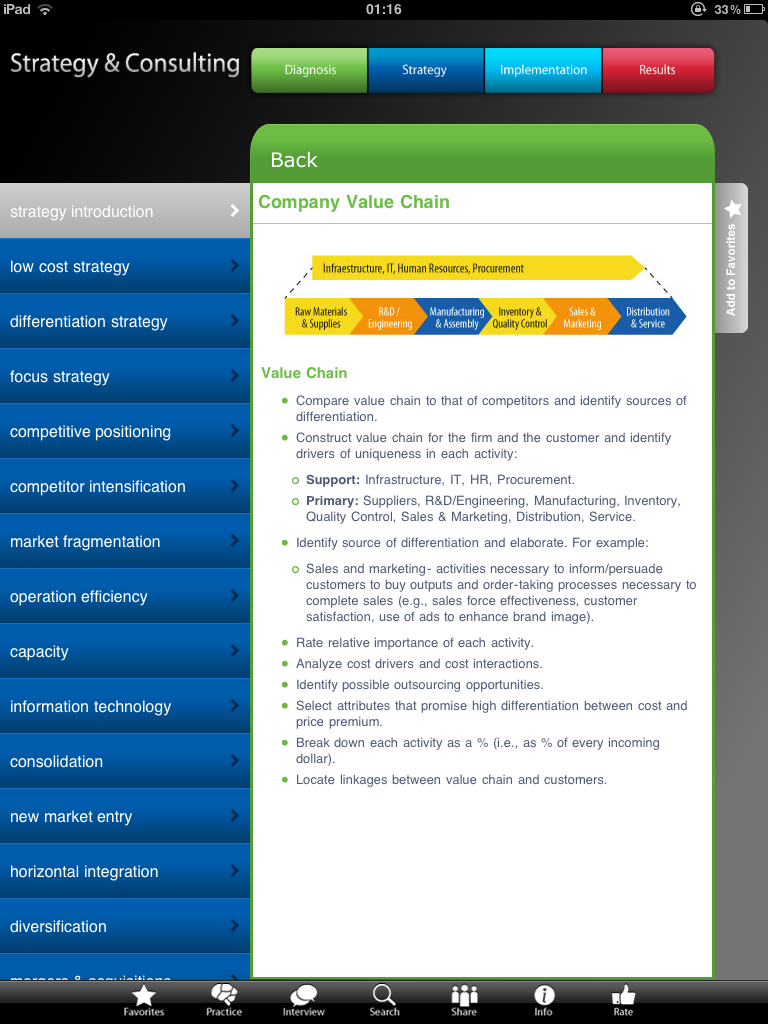 iPad
01:16
33%
Strategy & Consulting
Diagnosis
Strategy
Implementation
Results
Back
Company Value Chain
strategy introduction
low cost strategy
differentiation strategy
focus strategy
competitive positioning
competitor intensification
market fragmentation
operation efficiency
capacity
information technology
consolidation
new market entry
horizontal integration
diversification
mergers & acquisitions
Add to Favorites
Infraestructure, IT, Human Resources, Procurement
Raw Materials
& Supplies
R&D /
Engineering
Manufacturing
& Assembly
Inventory &
Quality Control
Sales &
Marketing
Distribution
& Service
Value Chain
Compare value chain to that of competitors and identify sources of
differentiation.
Construct value chain for the firm and the customer and identify
drivers of uniqueness in each activity:
Support: Infrastructure, IT, HR, Procurement.
Primary: Suppliers, R&D/Engineering, Manufacturing, Inventory,
Quality Control, Sales & Marketing, Distribution, Service.
Identify source of differentiation and elaborate. For example:
Sales and marketing- activities necessary to inform/persuade
customers to buy outputs and order-taking processes necessary to
complete sales (e.g., sales force effectiveness, customer
satisfaction, use of ads to enhance brand image).
Rate relative importance of each activity.
Analyze cost drivers and cost interactions.
Identify possible outsourcing opportunities.
Select attributes that promise high differentiation between cost and
price premium.
Break down each activity as a % (i.e., as % of every incoming
dollar).
Locate linkages between value chain and customers.
Favorites
Practice
Interview
Search
Share
Info
Rate